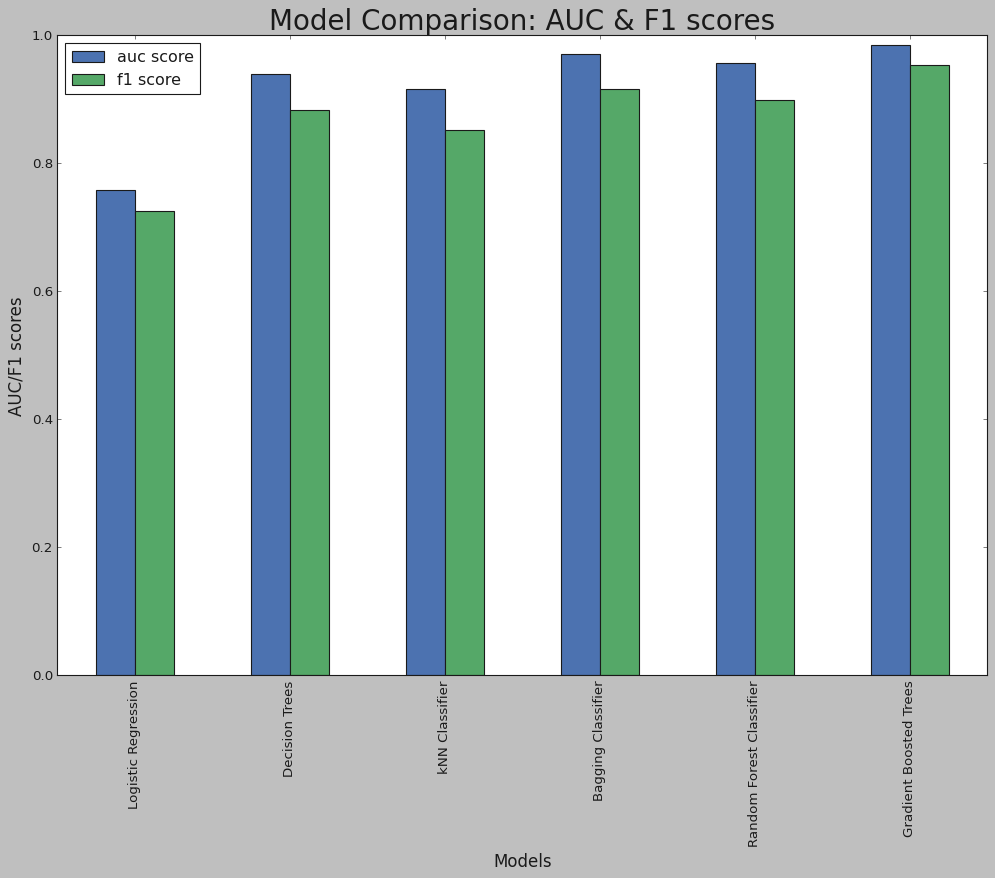 Model Comparison: AUC & F1 scores
auc score
f1 score
1.0
0.8
0.6
0.4
0.2
0.0
AUC/F1 scores
Logistic Regression
Decision Trees
kNN Classifier
Bagging Classifier
Random Forest Classifier
Gradient Boosted Trees
Models